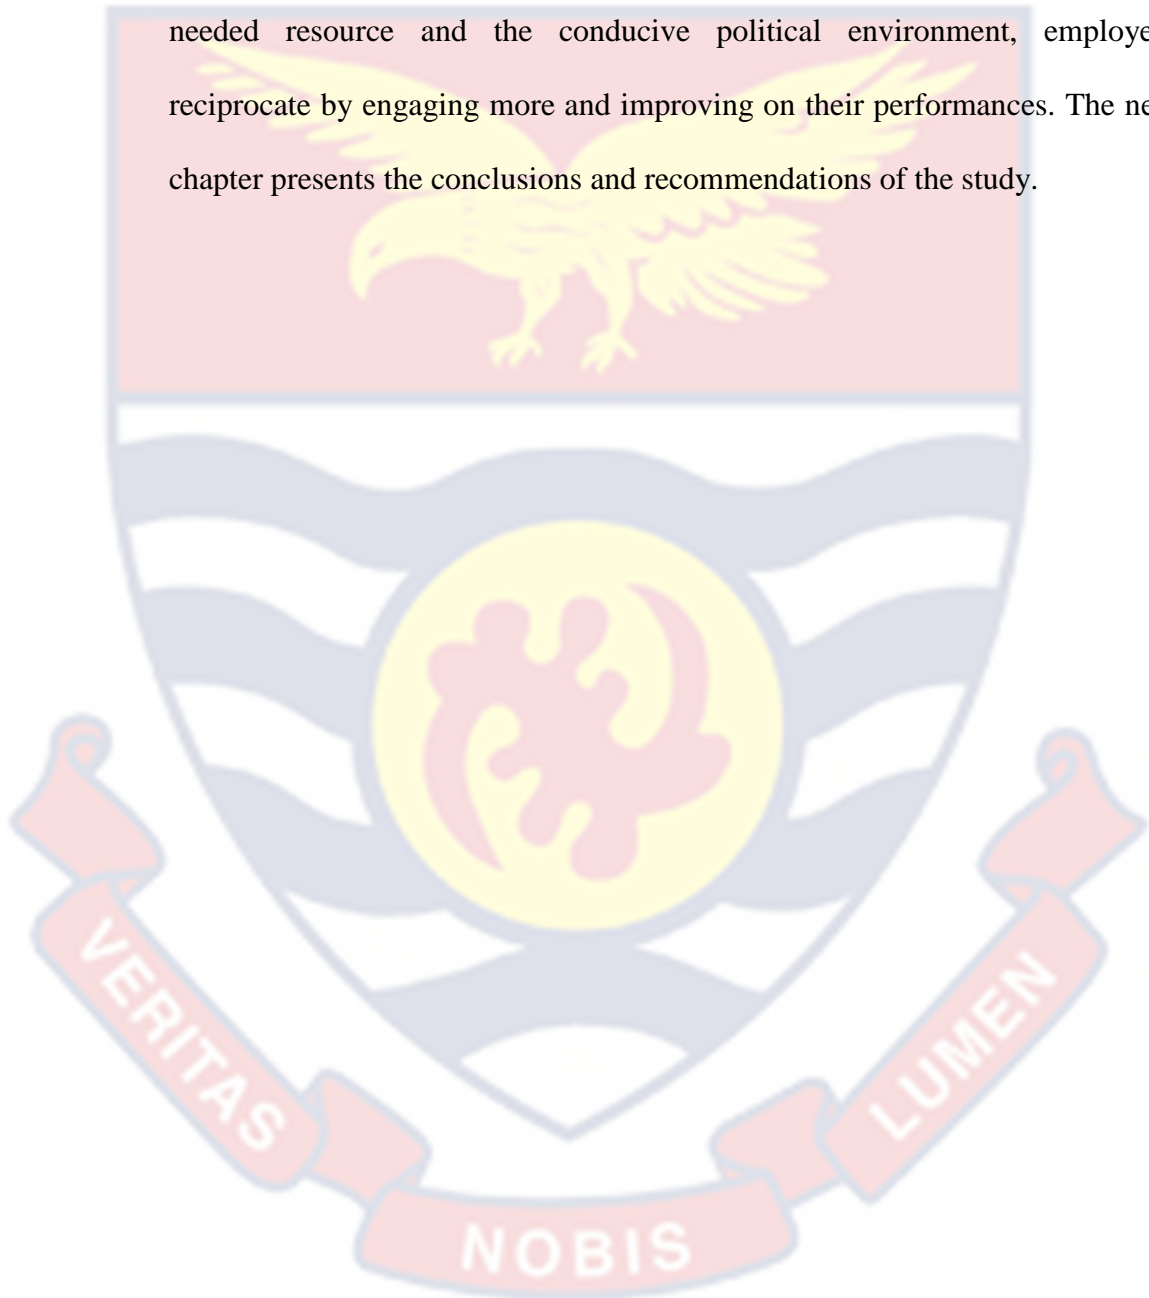 needed resource and the conducive political environment, employe
reciprocate by engaging more and improving on their performances. The ne
chapter presents the conclusions and recommendations of the study.
VERITAS
NOBIS
LUMEN